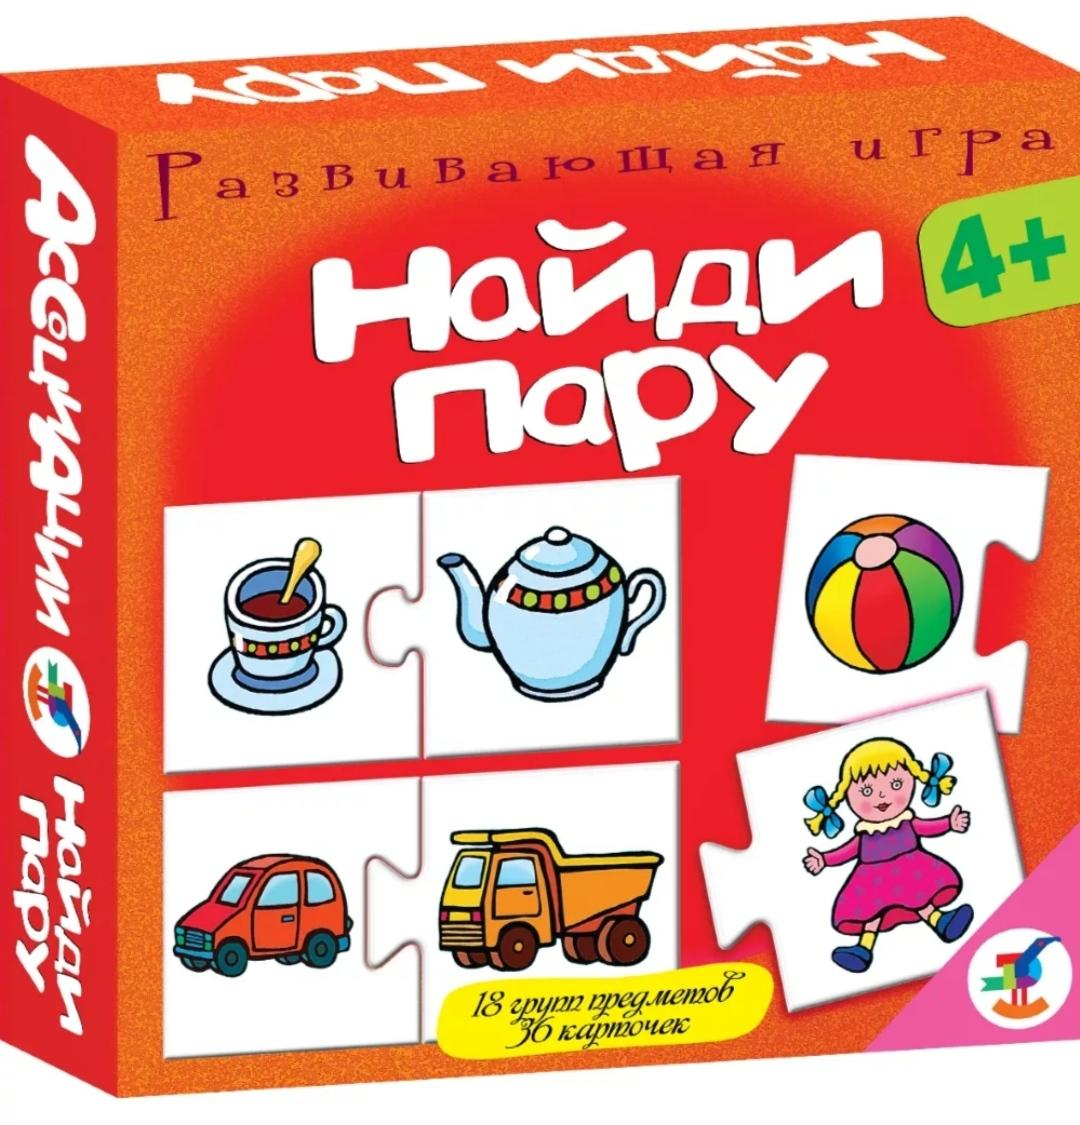 Найди пару
Развивающая игра
4+
Найди
пару
Ассоциации
Найди
пару
18 групп предметов
36 карточек